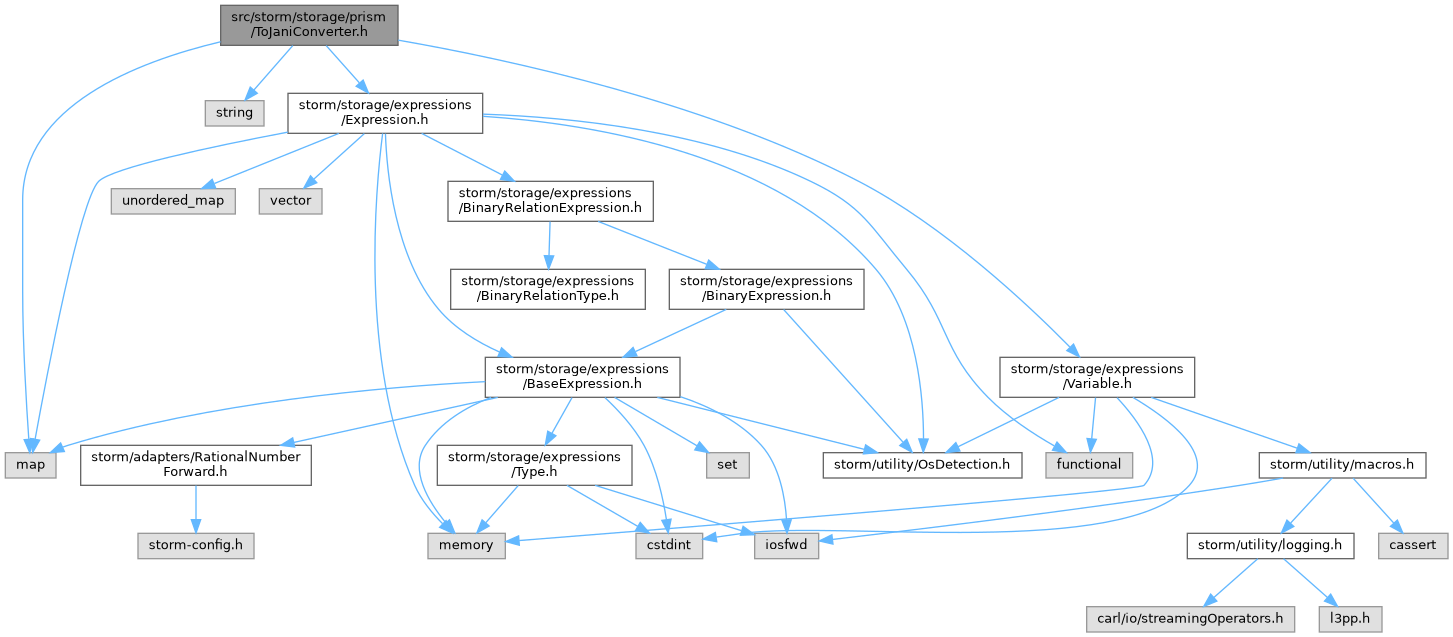 src/storm/storage/prism
/ToJaniConverter.h
string
storm/storage/expressions
/Expression.h
unordered_map
vector
storm/storage/expressions
/BinaryRelationExpression.h
storm/storage/expressions
/BinaryRelationType.h
storm/storage/expressions
/BinaryExpression.h
storm/storage/expressions
/BaseExpression.h
storm/storage/expressions
/Variable.h
map
storm/adapters/RationalNumber
Forward.h
storm/storage/expressions
/Type.h
set
storm/utility/OsDetection.h
functional
storm/utility/macros.h
storm-config.h
memory
cstdint
iosfwd
storm/utility/logging.h
cassert
carl/io/streamingOperators.h
l3pp.h